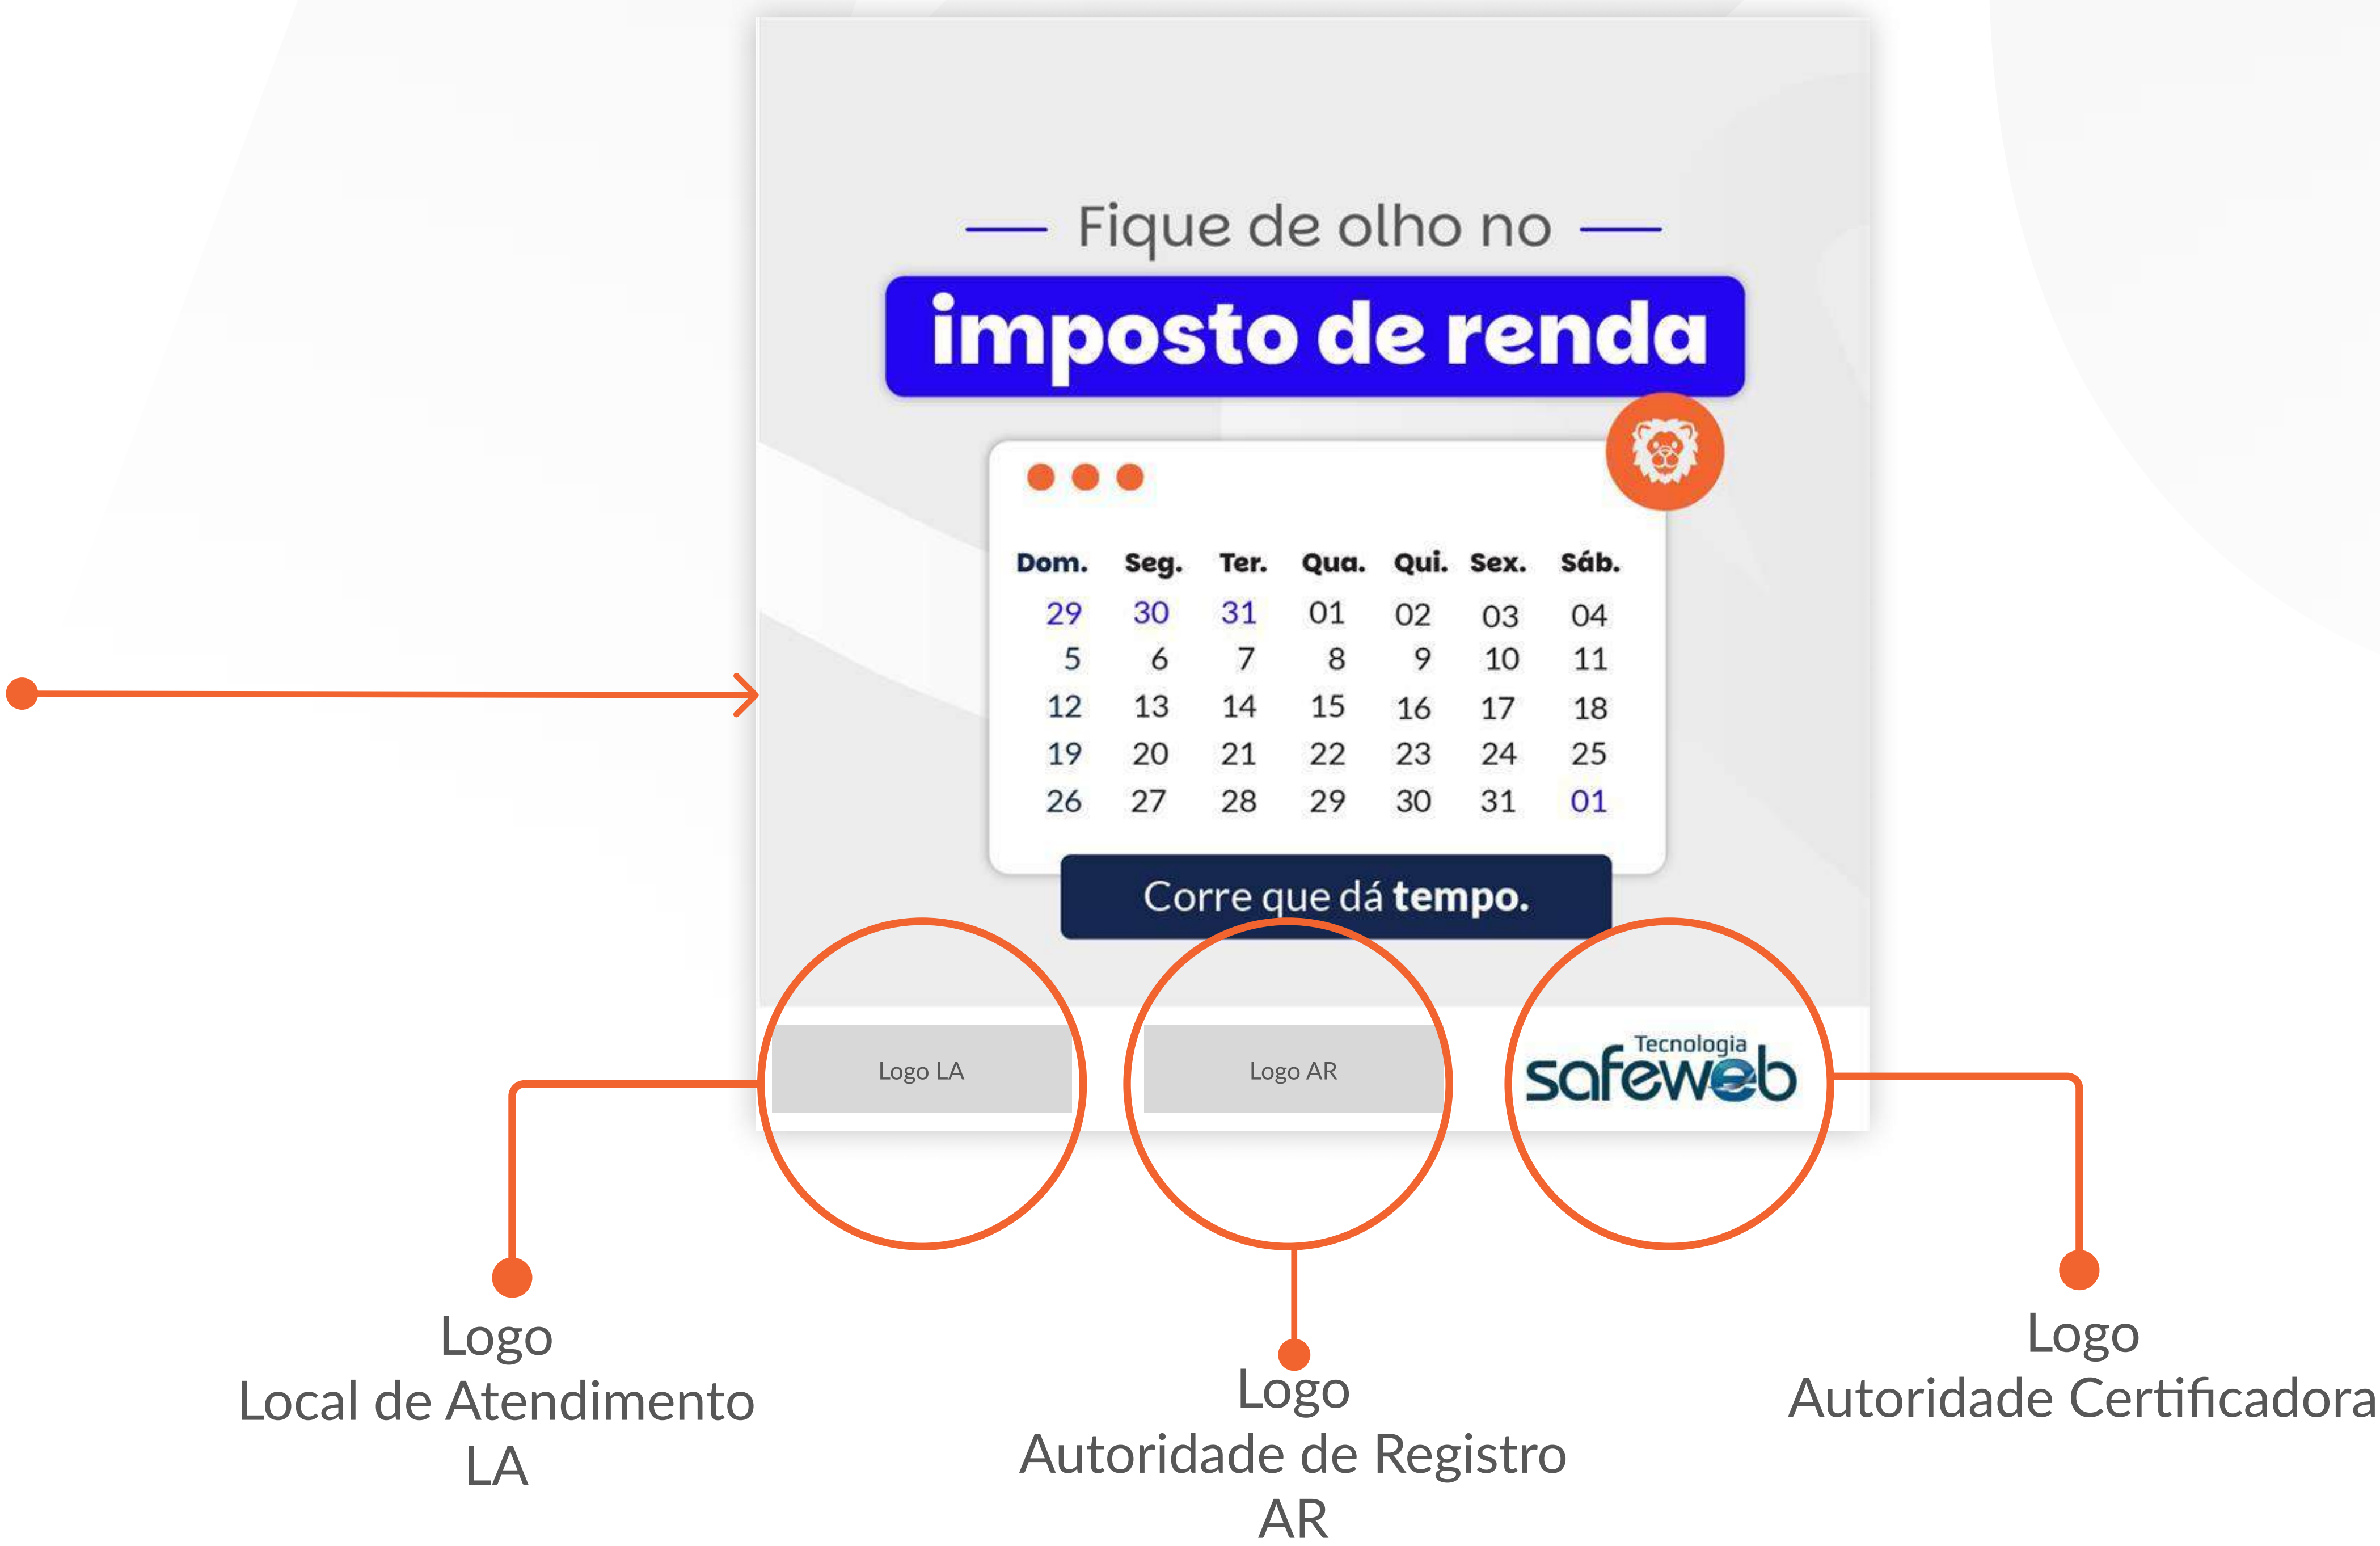 Fique de olho no
imposto de renda
Dom. Seg. Ter. Qua. Qui. Sex. Sáb.
29 30 31 01 02 03 04
5 6 7 8 9 10 11
12 13 14 15 16 17 18
19 20 21 22 23 24 25
26 27 28 29 30 31 01
Corre que dá tempo.
Logo LA
Logo AR
Tecnologia
safeweb
Logo
Local de Atendimento
LA
Logo
Autoridade de Registro
AR
Logo
Autoridade Certificadora